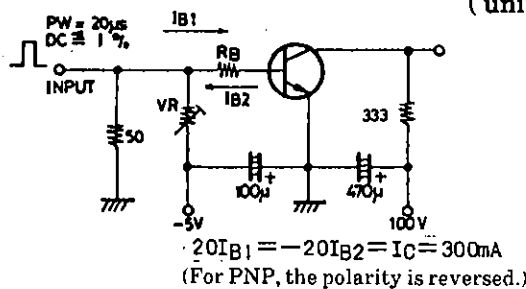 (uni
PW = 20μs
DC ≦ 1 %
IB1
RB
INPUT
IB2
VR
50
333
100μ +
470μ +
-5V
100V
20IB1=-20IB2=IC=300mA
(For PNP, the polarity is reversed.)